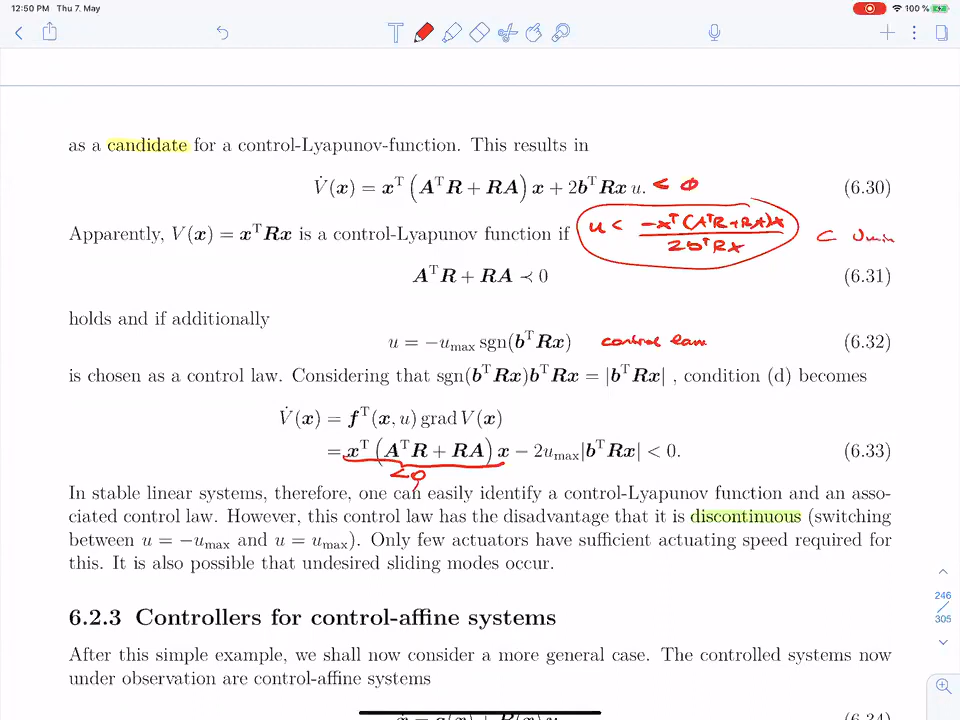 12:50 PM Thu 7. May
100 %
as a candidate for a control-Lyapunov-function. This results in
V̇(x) = xᵀ (AᵀR + RA) x + 2bᵀRx u. < 0 (6.30)
Apparently, V(x) = xᵀRx is a control-Lyapunov function if u < -xᵀ(AᵀR+RA)x / 2bᵀRx
AᵀR + RA ≺ 0 (6.31)
holds and if additionally
u = −u_max sgn(bᵀRx) control law (6.32)
is chosen as a control law. Considering that sgn(bᵀRx)bᵀRx = |bᵀRx| , condition (d) becomes
V̇(x) = fᵀ(x, u) grad V(x)
= xᵀ (AᵀR + RA) x − 2u_max|bᵀRx| < 0. (6.33)
<0
In stable linear systems, therefore, one can easily identify a control-Lyapunov function and an asso-
ciated control law. However, this control law has the disadvantage that it is discontinuous (switching
between u = −u_max and u = u_max). Only few actuators have sufficient actuating speed required for
this. It is also possible that undesired sliding modes occur.
246
305
6.2.3 Controllers for control-affine systems
After this simple example, we shall now consider a more general case. The controlled systems now
under observation are control-affine systems